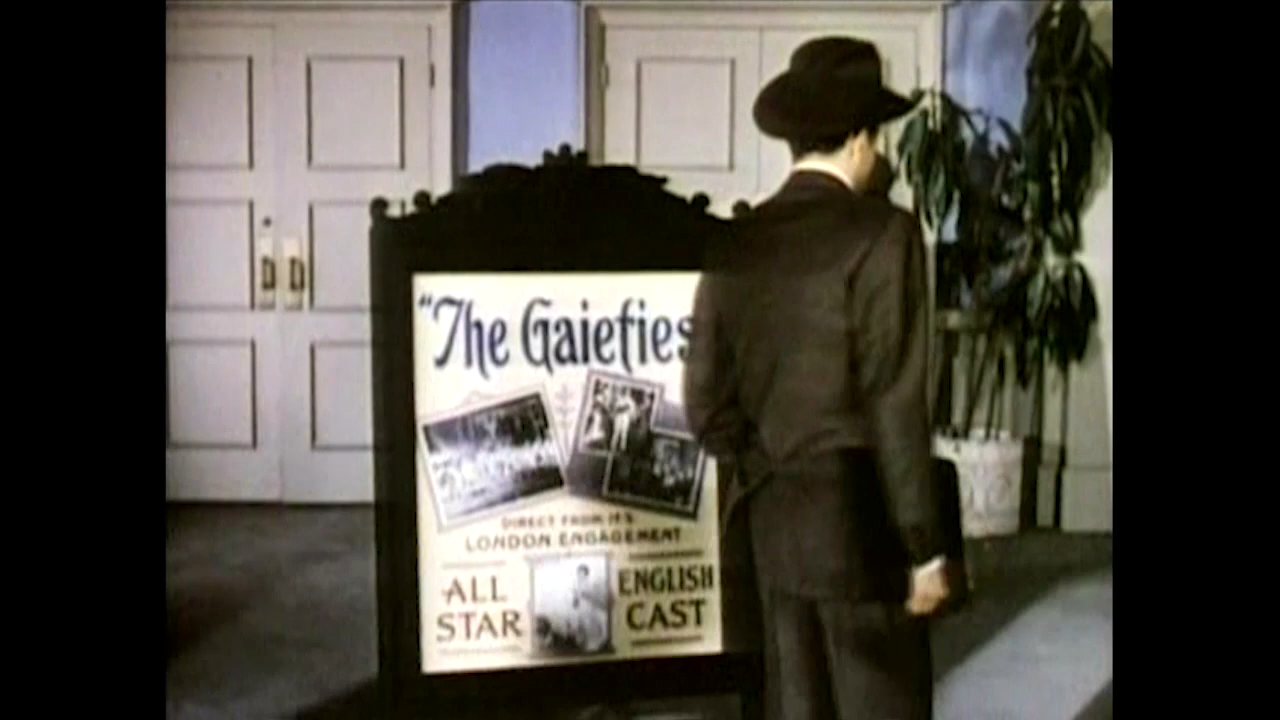 "The Gaieties
DIRECT FROM IT'S
LONDON ENGAGEMENT
ALL
STAR
ENGLISH
CAST